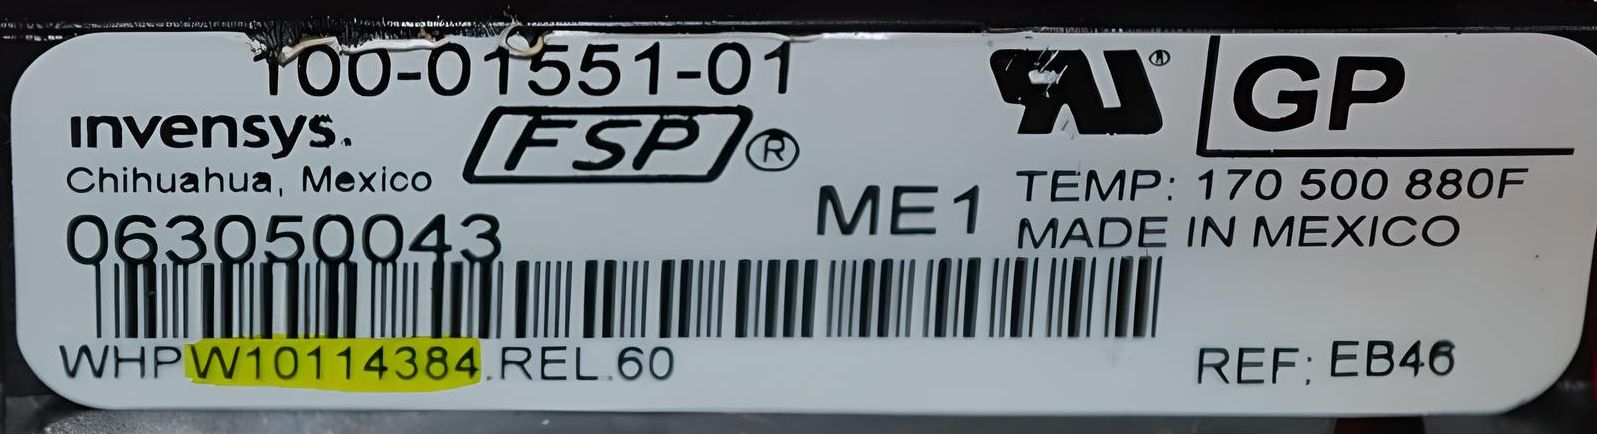 100-01551-01
invensys.
Chihuahua, Mexico
FSP®
063050043
ME1
UR® GP
TEMP: 170 500 880F
MADE IN MEXICO
WHPW10114384.REL.60
REF: EB46